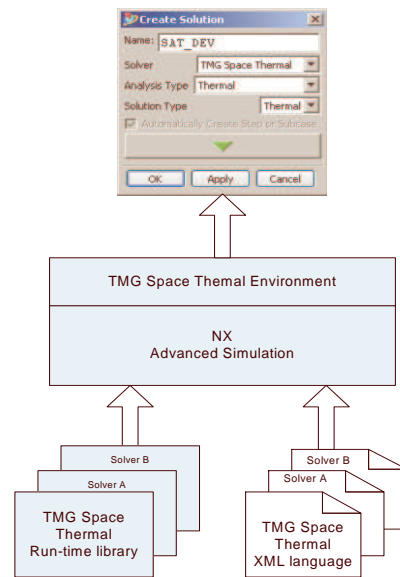 Create Solution
Name: SAT_DEV
Solver TMG Space Thermal
Analysis Type Thermal
Solution Type Thermal
Automatically Create Step or Subcase
OK Apply Cancel
TMG Space Themal Environment
NX
Advanced Simulation
Solver B
Solver A
TMG Space
Thermal
Run-time library
Solver B
Solver A
TMG Space
Thermal
XML language